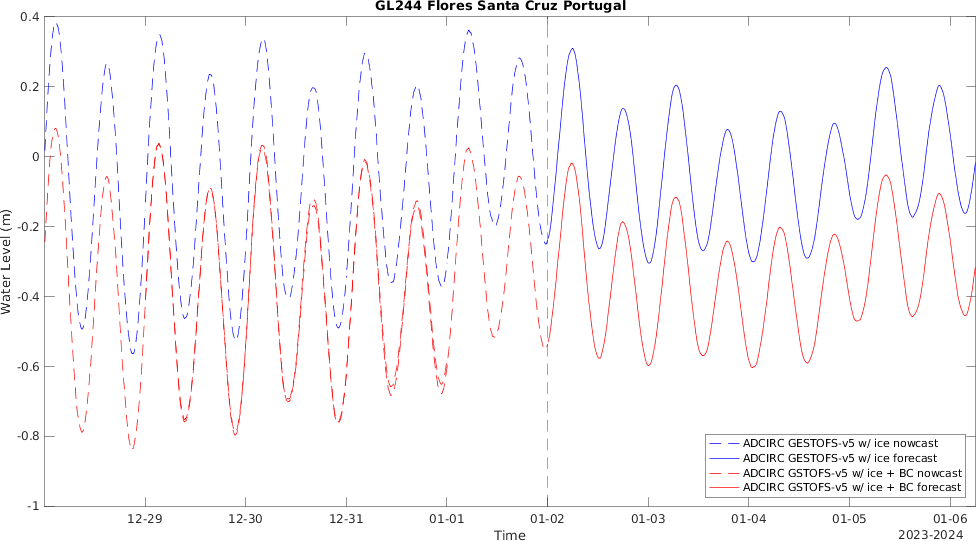 GL244 Flores Santa Cruz Portugal
Water Level (m)
0.4
0.2
0
-0.2
-0.4
-0.6
-0.8
-1
ADCIRC GESTOFS-v5 w/ ice nowcast
ADCIRC GESTOFS-v5 w/ ice forecast
ADCIRC GSTOFS-v5 w/ ice + BC nowcast
ADCIRC GSTOFS-v5 w/ ice + BC forecast
12-29
12-30
12-31
01-01
01-02
01-03
01-04
01-05
01-06
Time
2023-2024